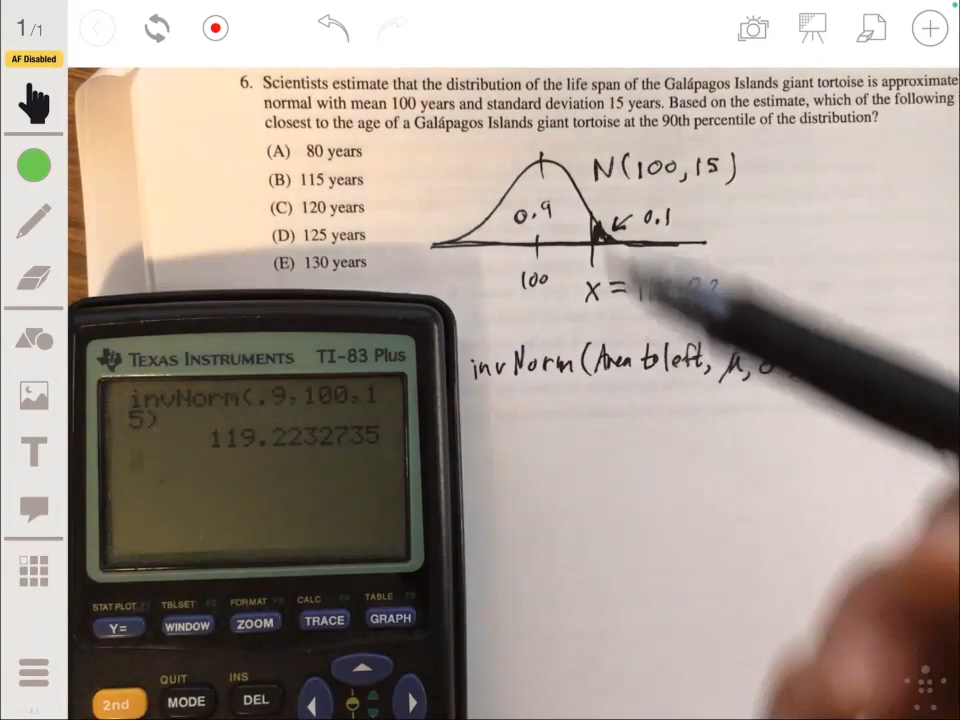 1/1
AF Disabled
6. Scientists estimate that the distribution of the life span of the Galápagos Islands giant tortoise is approximate
normal with mean 100 years and standard deviation 15 years. Based on the estimate, which of the following
closest to the age of a Galápagos Islands giant tortoise at the 90th percentile of the distribution?
(A) 80 years
(B) 115 years
(C) 120 years
(D) 125 years
(E) 130 years
N(100,15)
0.9
0.1
100
x =
invNorm(Area to left, μ, σ
TEXAS INSTRUMENTS TI-83 Plus
invNorm(.9,100,1
5)
119.2232735
STAT PLOT F1 TBLSET F2 FORMAT F3 CALC F4 TABLE F5
Y= WINDOW ZOOM TRACE GRAPH
QUIT INS
2nd MODE DEL
T